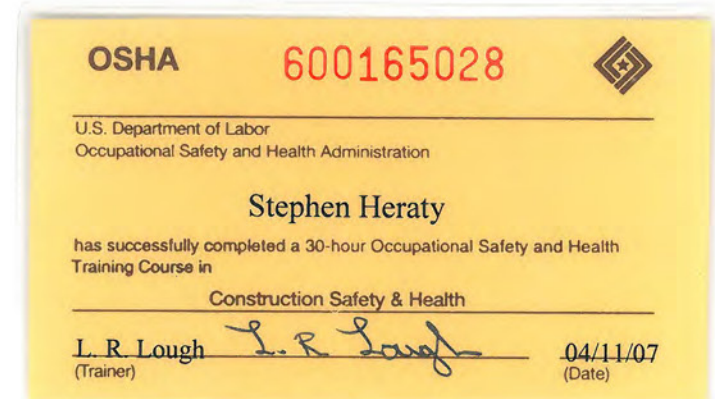 OSHA 600165028
U.S. Department of Labor
Occupational Safety and Health Administration
Stephen Heraty
has successfully completed a 30-hour Occupational Safety and Health
Training Course in
Construction Safety & Health
L. R. Lough L. R Lough 04/11/07
(Trainer) (Date)